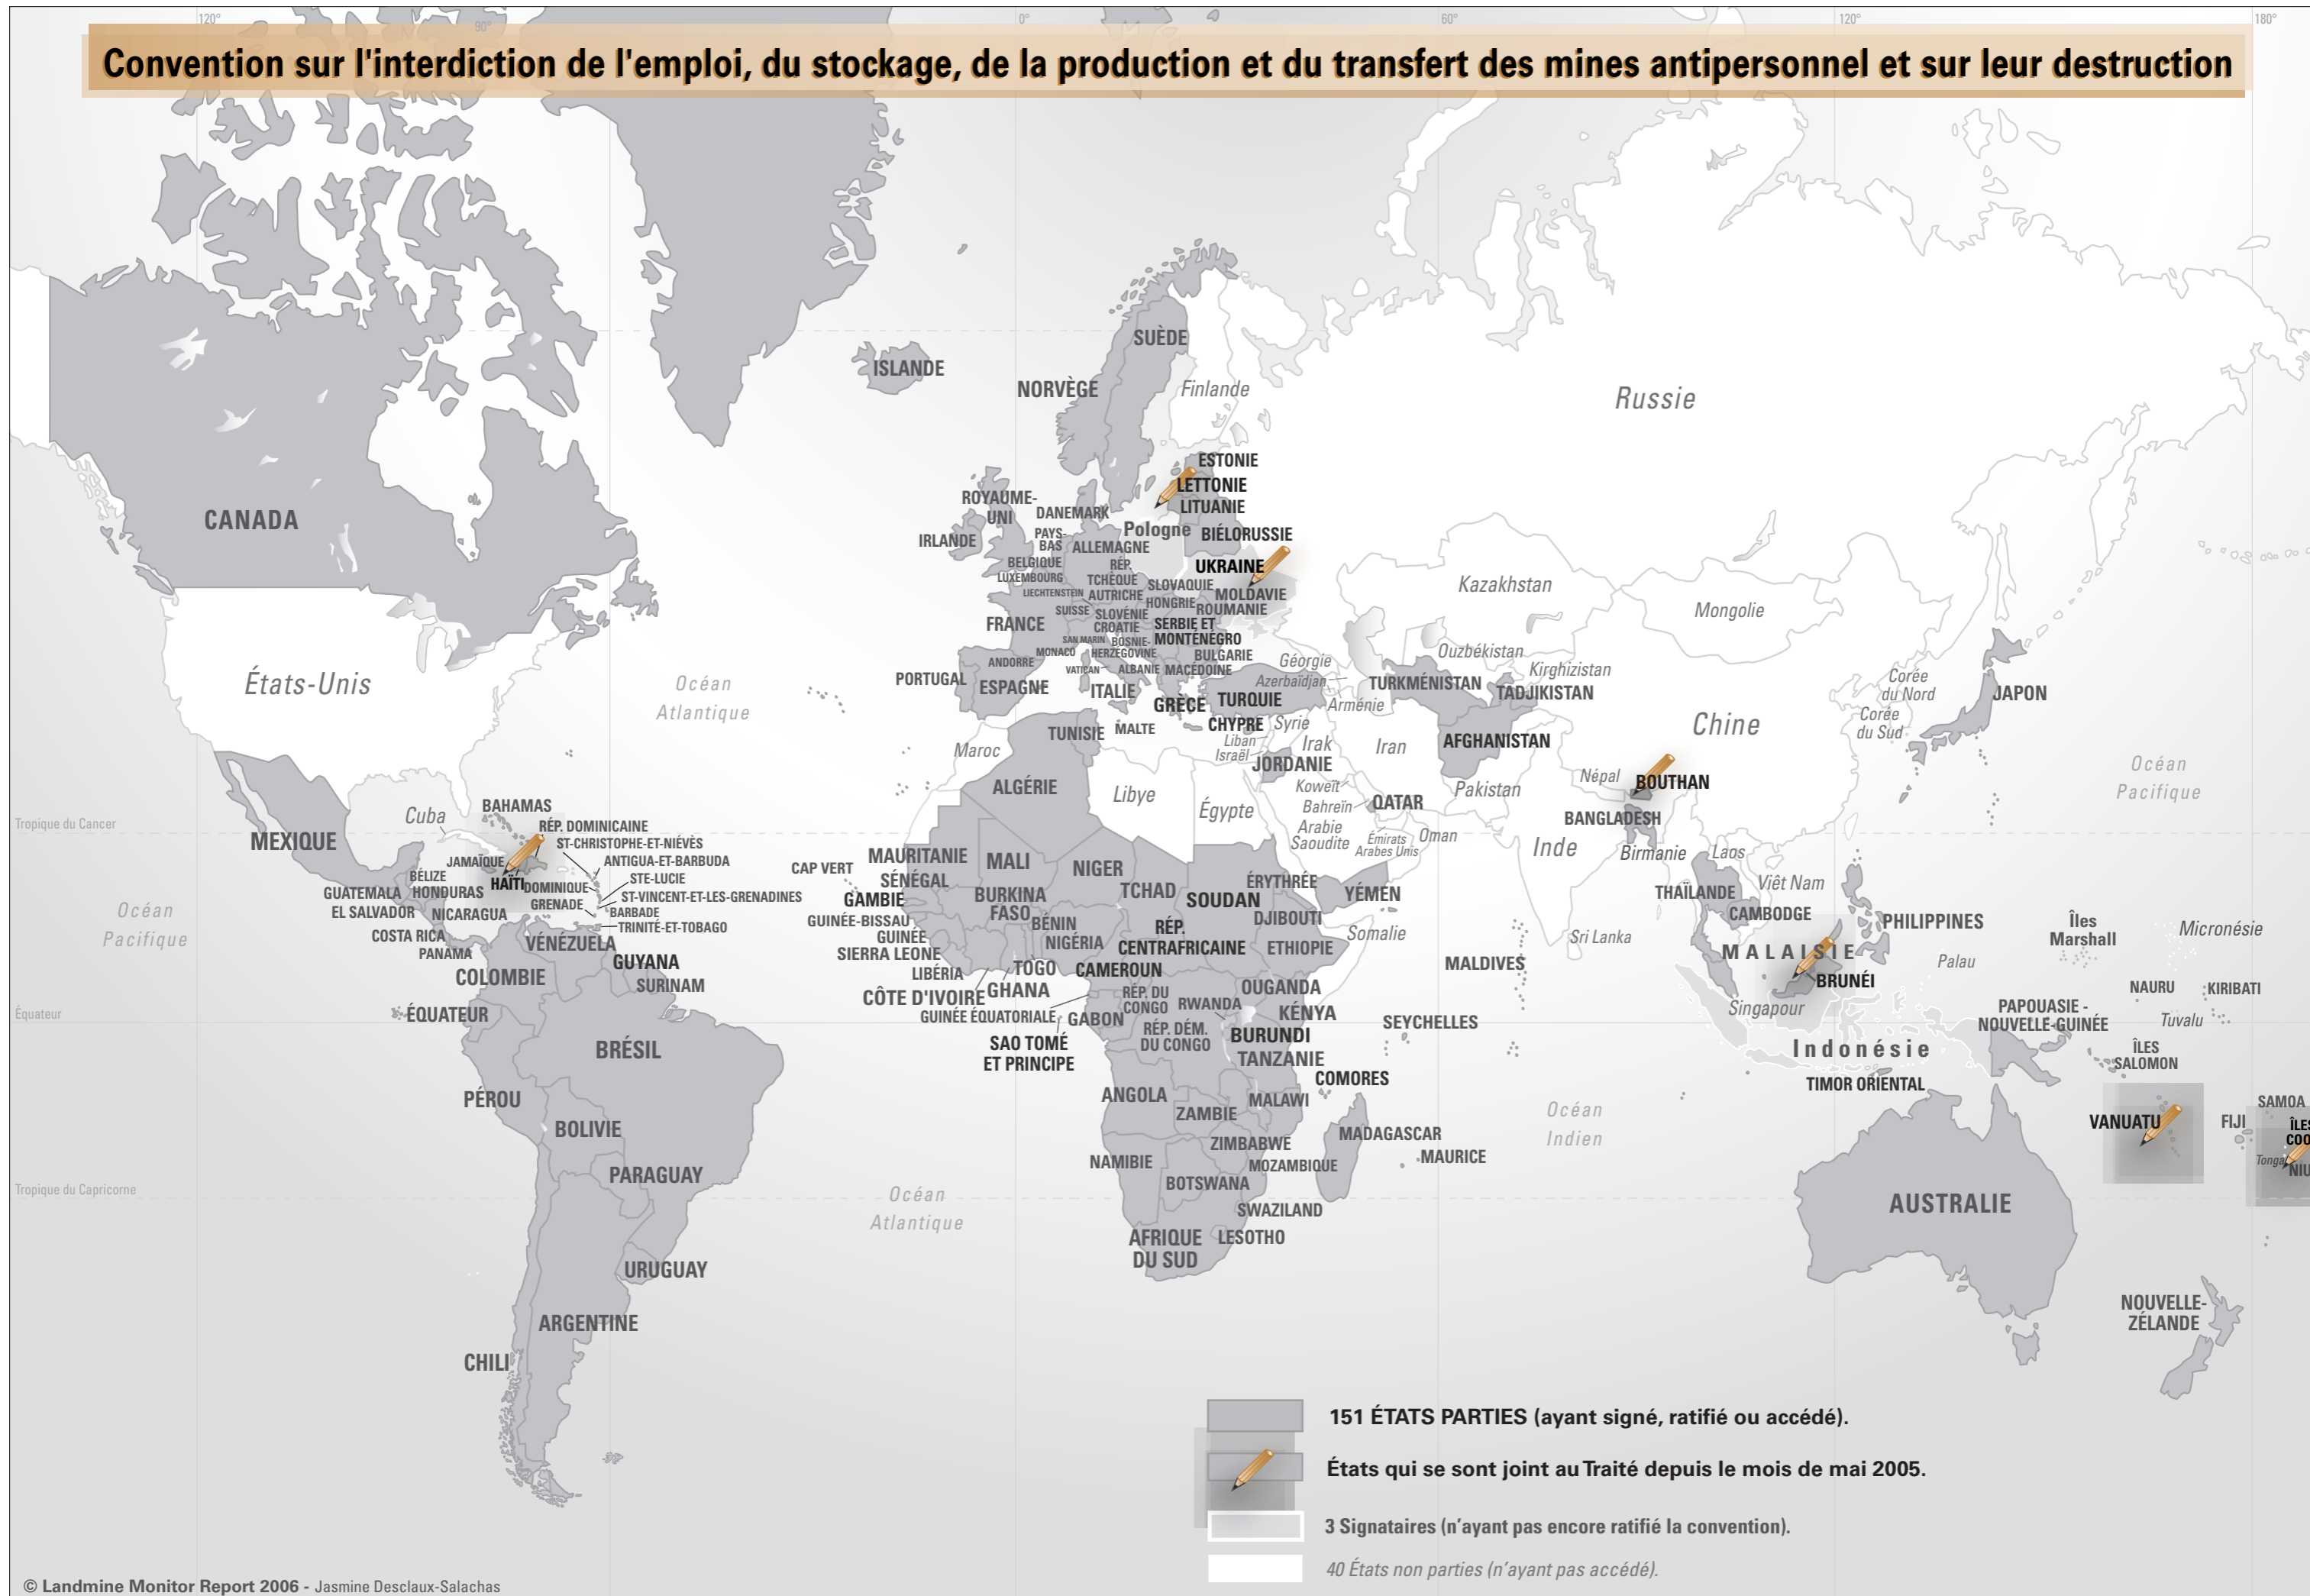 120°
90°
0°
60°
120°
180°
Convention sur l'interdiction de l'emploi, du stockage, de la production et du transfert des mines antipersonnel et sur leur destruction
SUÈDE
ISLANDE
NORVÈGE
Finlande
Russie
ESTONIE
LETTONIE
LITUANIE
ROYAUME-
UNI
DANEMARK
Pologne
BIÉLORUSSIE
CANADA
IRLANDE
PAYS-
BAS
ALLEMAGNE
BELGIQUE
RÉP.
TCHÈQUE
UKRAINE
LUXEMBOURG
SLOVAQUIE
MOLDAVIE
LIECHTENSTEIN
AUTRICHE
HONGRIE
ROUMANIE
SUISSE
SLOVÉNIE
CROATIE
SERBIE ET
MONTÉNÉGRO
FRANCE
SAN MARIN
BOSNIE-
HERZEGOVINE
MONACO
BULGARIE
ANDORRE
VATICAN
ALBANIE
MACÉDOINE
PORTUGAL
ESPAGNE
ITALIE
GRÈCE
TURQUIE
Géorgie
Azerbaïdjan
Arménie
Kazakhstan
Mongolie
Ouzbékistan
Kirghizistan
TURKMÉNISTAN
TADJIKISTAN
Corée
du Nord
JAPON
Corée
du Sud
Chine
États-Unis
Océan
Atlantique
TUNISIE
MALTE
CHYPRE
Syrie
Liban
Israël
Irak
Iran
AFGHANISTAN
JORDANIE
Maroc
ALGÉRIE
Libye
Égypte
Koweït
Bahreïn
QATAR
Pakistan
Népal
BOUTHAN
Océan
Pacifique
Arabie
Saoudite
Émirats
Arabes Unis
Oman
Inde
BANGLADESH
Birmanie
Laos
Cuba
BAHAMAS
Tropique du Cancer
MEXIQUE
RÉP. DOMINICAINE
ST-CHRISTOPHE-ET-NIÉVÈS
ANTIGUA-ET-BARBUDA
JAMAÏQUE
BÉLIZE
HAÏTI
DOMINIQUE
STE-LUCIE
GUATEMALA
HONDURAS
GRENADE
ST-VINCENT-ET-LES-GRENADINES
EL SALVADOR
NICARAGUA
BARBADE
TRINITÉ-ET-TOBAGO
COSTA RICA
PANAMA
VÉNÉZUELA
GUYANA
COLOMBIE
SURINAM
Océan
Pacifique
CAP VERT
MAURITANIE
MALI
NIGER
SÉNÉGAL
TCHAD
SOUDAN
ÉRYTHRÉE
YÉMEN
GAMBIE
BURKINA
FASO
BÉNIN
DJIBOUTI
GUINÉE-BISSAU
GUINÉE
NIGÉRIA
RÉP.
CENTRAFRICAINE
ETHIOPIE
Somalie
SIERRA LEONE
LIBÉRIA
TOGO
CAMEROUN
CÔTE D'IVOIRE
GHANA
OUGANDA
GUINÉE ÉQUATORIALE
GABON
RÉP. DU
CONGO
RWANDA
KÉNYA
SAO TOMÉ
ET PRINCIPE
RÉP. DÉM.
DU CONGO
BURUNDI
TANZANIE
SEYCHELLES
COMORES
MALDIVES
Sri Lanka
THAÏLANDE
Viêt Nam
CAMBODGE
PHILIPPINES
MALAISIE
BRUNÉI
Singapour
Palau
Îles
Marshall
Micronésie
NAURU
KIRIBATI
PAPOUASIE -
NOUVELLE-GUINÉE
Tuvalu
Indonésie
ÎLES
SALOMON
TIMOR ORIENTAL
Équateur
ÉQUATEUR
BRÉSIL
PÉROU
BOLIVIE
PARAGUAY
ANGOLA
ZAMBIE
MALAWI
ZIMBABWE
MOZAMBIQUE
MADAGASCAR
MAURICE
NAMIBIE
BOTSWANA
SWAZILAND
AFRIQUE
DU SUD
LESOTHO
Océan
Indien
VANUATU
FIJI
SAMOA
ÎLES
COO
Tonga
NIU
Tropique du Capricorne
Océan
Atlantique
AUSTRALIE
URUGUAY
ARGENTINE
CHILI
NOUVELLE-
ZÉLANDE
151 ÉTATS PARTIES (ayant signé, ratifié ou accédé).
États qui se sont joint au Traité depuis le mois de mai 2005.
3 Signataires (n'ayant pas encore ratifié la convention).
40 États non parties (n'ayant pas accédé).
© Landmine Monitor Report 2006 - Jasmine Desclaux-Salachas